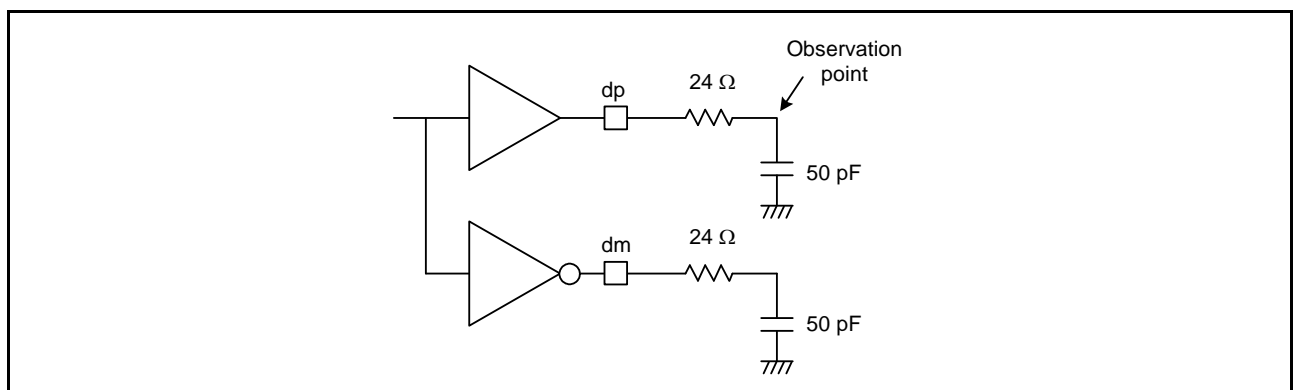 Observation
point
24 Ω
dp
50 pF
24 Ω
dm
50 pF